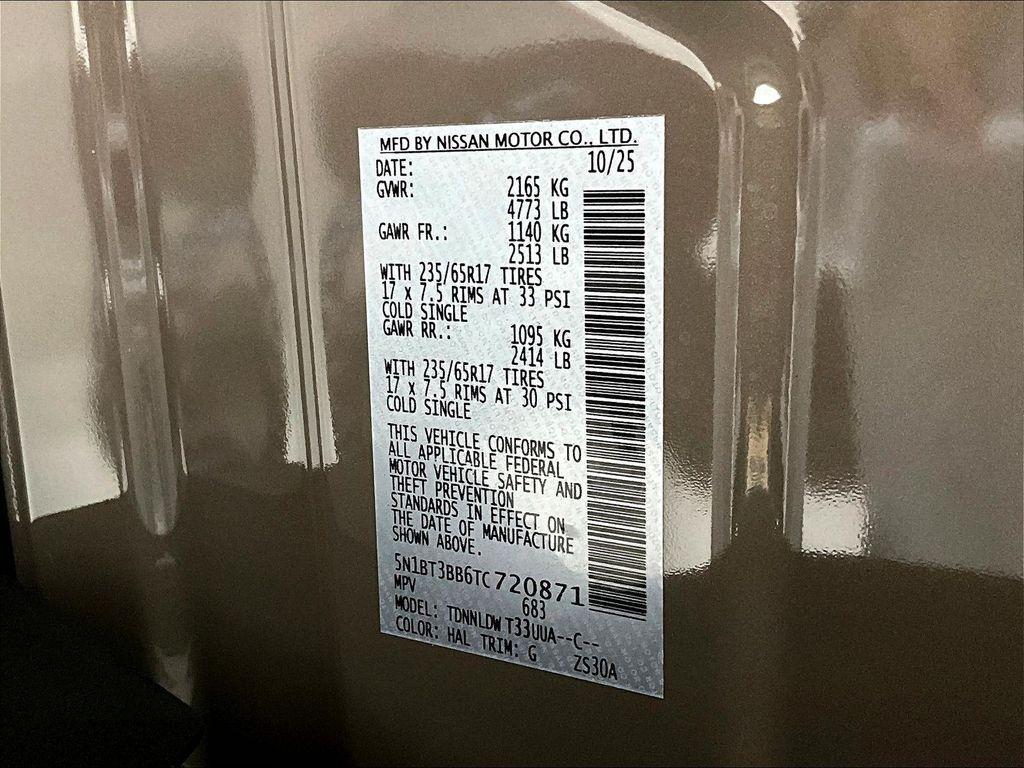 MFD BY NISSAN MOTOR CO., LTD.
DATE: 10/25
GVWR: 2165 KG
4773 LB
GAWR FR.: 1140 KG
2513 LB
WITH 235/65R17 TIRES
17 x 7.5 RIMS AT 33 PSI
COLD SINGLE
GAWR RR.: 1095 KG
2414 LB
WITH 235/65R17 TIRES
17 x 7.5 RIMS AT 30 PSI
COLD SINGLE
THIS VEHICLE CONFORMS TO
ALL APPLICABLE FEDERAL
MOTOR VEHICLE SAFETY AND
THEFT PREVENTION
STANDARDS IN EFFECT ON
THE DATE OF MANUFACTURE
SHOWN ABOVE.
5N1BT3BB6TC720871
MPV 683
MODEL: TDNNLDW T33UUA--C--
COLOR: HAL TRIM: G ZS30A